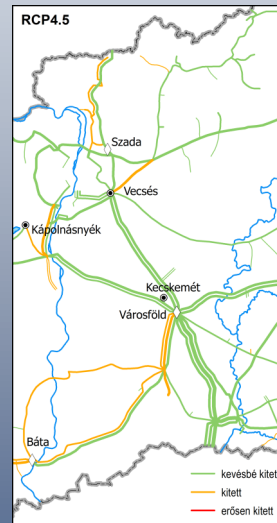 RCP4.5
Szada
Vecsés
Kápolnásnyék
Kecskemét
Városföld
Báta
kevésbé kitet
kitett
erősen kitett